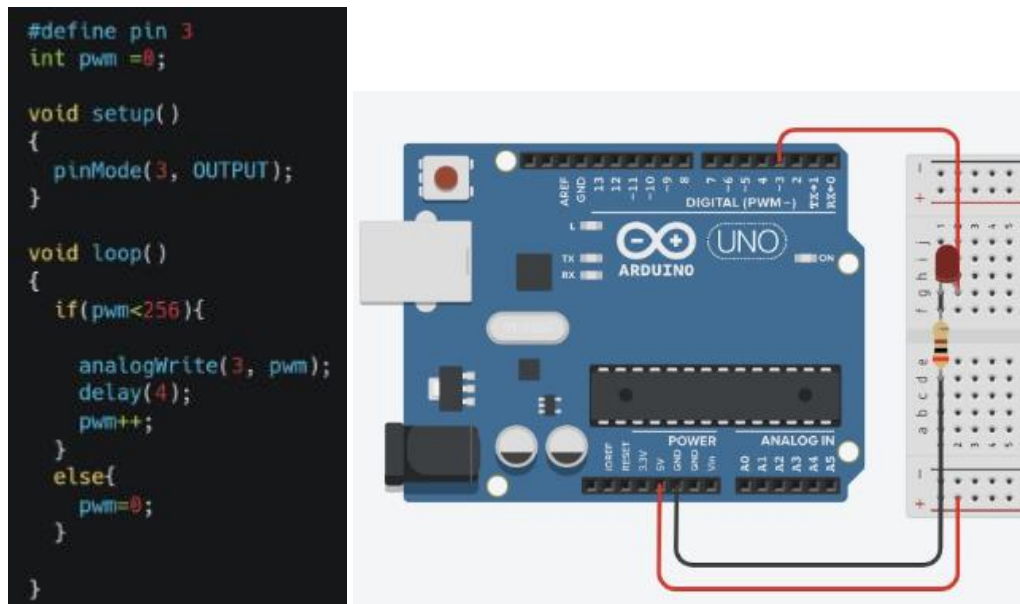 #define pin 3
int pwm =0;
void setup()
{
pinMode(3, OUTPUT);
}
void loop()
{
if(pwm<256){
analogWrite(3, pwm);
delay(4);
pwm++;
}
else{
pwm=0;
}
}
AREF
GND
13
12
~11
~10
~9
8
7
~6
~5
4
~3
2
TX→1
RX←0
DIGITAL (PWM~)
L
TX
RX
ARDUINO
UNO
ON
POWER
ANALOG IN
IOREF
RESET
3.3V
5V
GND
GND
Vin
A0
A1
A2
A3
A4
A5
j
i
h
g
f
e
d
c
b
a